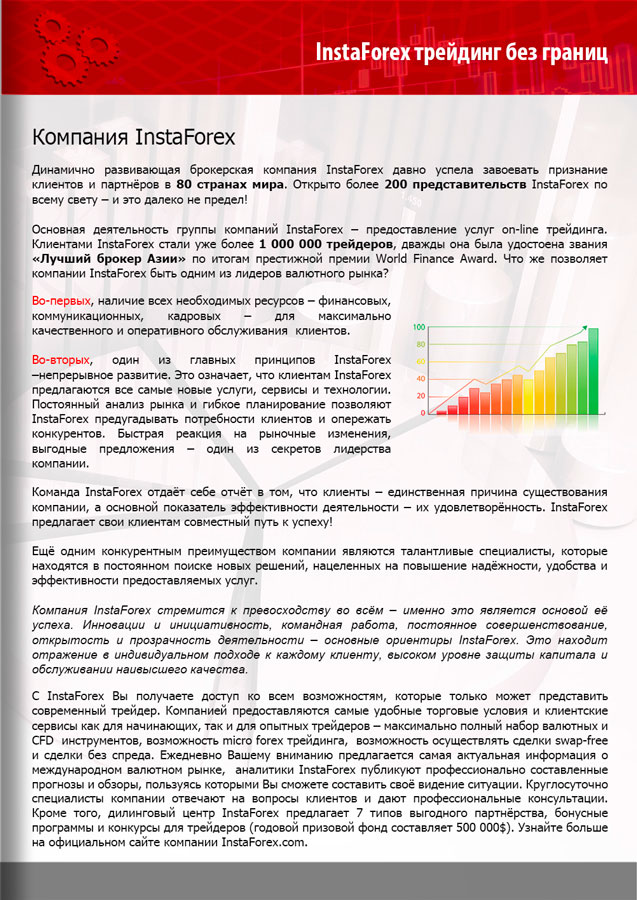 InstaForex трейдинг без границ
Компания InstaForex
Динамично развивающая брокерская компания InstaForex давно успела завоевать признание
клиентов и партнёров в 80 странах мира. Открыто более 200 представительств InstaForex по
всему свету – и это далеко не предел!
Основная деятельность группы компаний InstaForex – предоставление услуг on-line трейдинга.
Клиентами InstaForex стали уже более 1 000 000 трейдеров, дважды она была удостоена звания
«Лучший брокер Азии» по итогам престижной премии World Finance Award. Что же позволяет
компании InstaForex быть одним из лидеров валютного рынка?
Во-первых, наличие всех необходимых ресурсов – финансовых,
коммуникационных, кадровых – для максимально
качественного и оперативного обслуживания клиентов.
Во-вторых, один из главных принципов InstaForex
–непрерывное развитие. Это означает, что клиентам InstaForex
предлагаются все самые новые услуги, сервисы и технологии.
Постоянный анализ рынка и гибкое планирование позволяют
InstaForex предугадывать потребности клиентов и опережать
конкурентов. Быстрая реакция на рыночные изменения,
выгодные предложения – один из секретов лидерства
компании.
100
80
60
40
20
0
Команда InstaForex отдаёт себе отчёт в том, что клиенты – единственная причина существования
компании, а основной показатель эффективности деятельности – их удовлетворённость. InstaForex
предлагает свои клиентам совместный путь к успеху!
Ещё одним конкурентным преимуществом компании являются талантливые специалисты, которые
находятся в постоянном поиске новых решений, нацеленных на повышение надёжности, удобства и
эффективности предоставляемых услуг.
Компания InstaForex стремится к превосходству во всём – именно это является основой её
успеха. Инновации и инициативность, командная работа, постоянное совершенствование,
открытость и прозрачность деятельности – основные ориентиры InstaForex. Это находит
отражение в индивидуальном подходе к каждому клиенту, высоком уровне защиты капитала и
обслуживании наивысшего качества.
С InstaForex Вы получаете доступ ко всем возможностям, которые только может представить
современный трейдер. Компанией предоставляются самые удобные торговые условия и клиентские
сервисы как для начинающих, так и для опытных трейдеров – максимально полный набор валютных и
CFD инструментов, возможность micro forex трейдинга, возможность осуществлять сделки swap-free
и сделки без спреда. Ежедневно Вашему вниманию предлагается самая актуальная информация о
международном валютном рынке, аналитики InstaForex публикуют профессионально составленные
прогнозы и обзоры, пользуясь которыми Вы сможете составить своё видение ситуации. Круглосуточно
специалисты компании отвечают на вопросы клиентов и дают профессиональные консультации.
Кроме того, дилинговый центр InstaForex предлагает 7 типов выгодного партнёрства, бонусные
программы и конкурсы для трейдеров (годовой призовой фонд составляет 500 000$). Узнайте больше
на официальном сайте компании InstaForex.com.